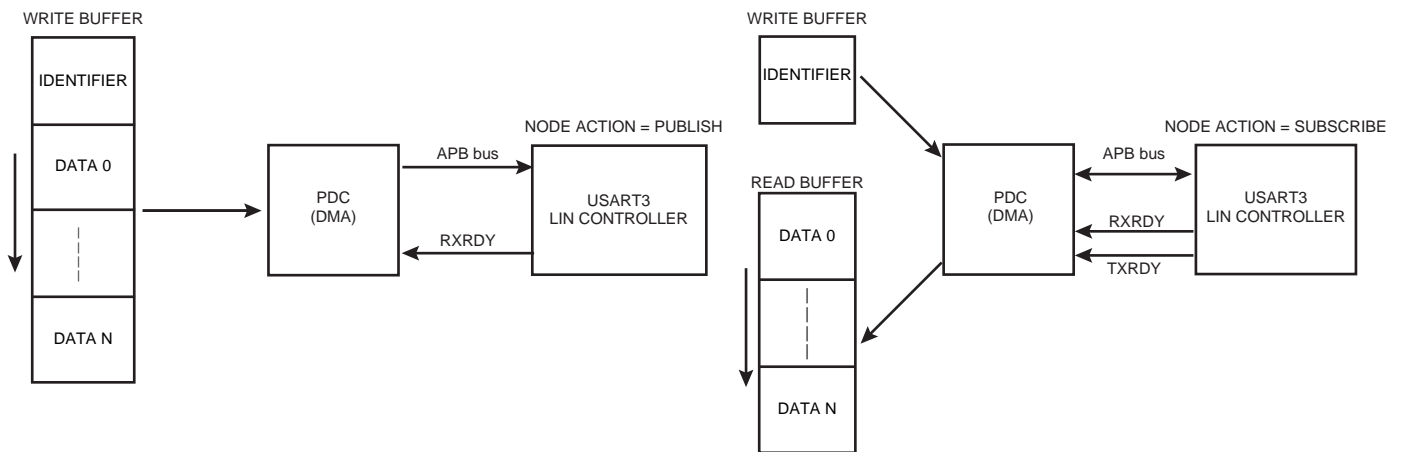 WRITE BUFFER
IDENTIFIER
DATA 0
DATA N
PDC
(DMA)
APB bus
RXRDY
NODE ACTION = PUBLISH
USART3
LIN CONTROLLER
WRITE BUFFER
IDENTIFIER
READ BUFFER
DATA 0
DATA N
PDC
(DMA)
APB bus
RXRDY
TXRDY
NODE ACTION = SUBSCRIBE
USART3
LIN CONTROLLER